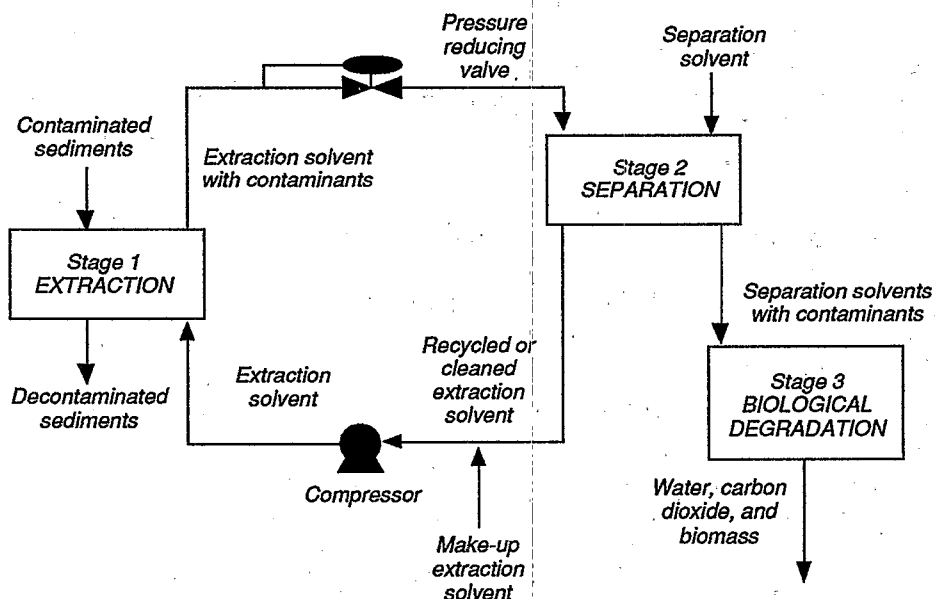 Pressure
reducing
valve
Separation
solvent
Contaminated
sediments
Extraction solvent
with contaminants
Stage 2
SEPARATION
Stage 1
EXTRACTION
Separation solvents
with contaminants
Recycled or
cleaned
extraction
solvent
Extraction
solvent
Decontaminated
sediments
Stage 3
BIOLOGICAL
DEGRADATION
Compressor
Water, carbon
dioxide, and
biomass
Make-up
extraction
solvent